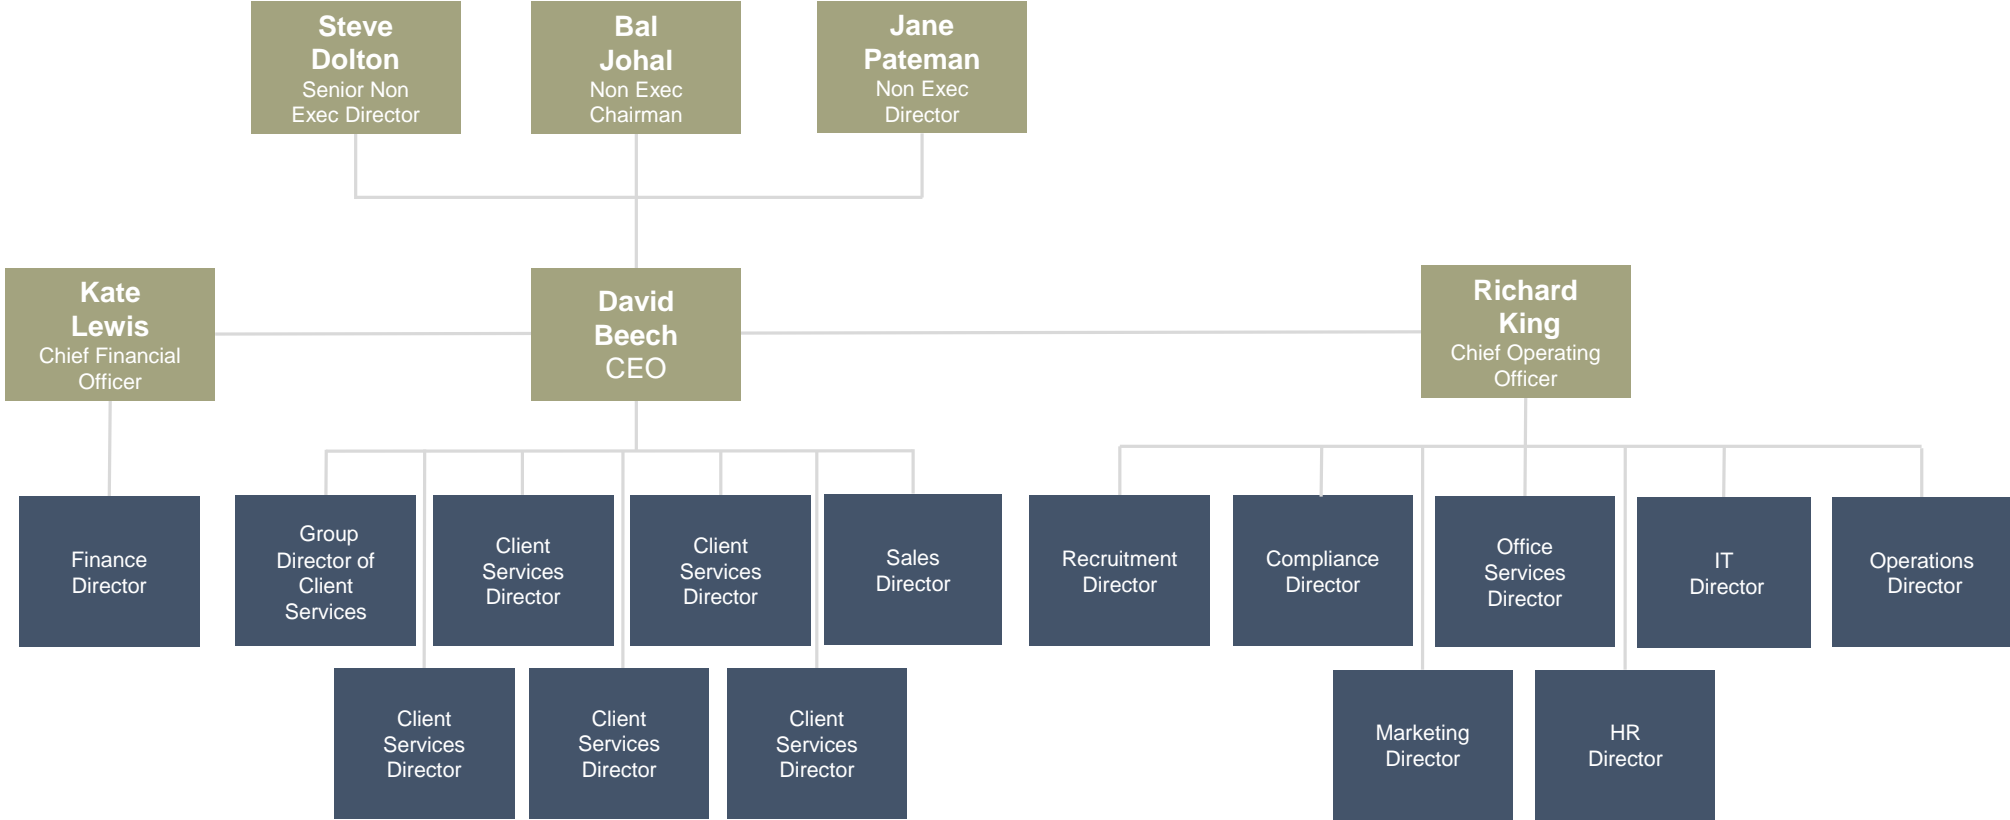 Steve
Dolton
Senior Non
Exec Director
Bal
Johal
Non Exec
Chairman
Jane
Pateman
Non Exec
Director
Kate
Lewis
Chief Financial
Officer
David
Beech
CEO
Richard
King
Chief Operating
Officer
Finance
Director
Group
Director of
Client
Services
Client
Services
Director
Client
Services
Director
Sales
Director
Recruitment
Director
Compliance
Director
Office
Services
Director
IT
Director
Operations
Director
Client
Services
Director
Client
Services
Director
Client
Services
Director
Marketing
Director
HR
Director